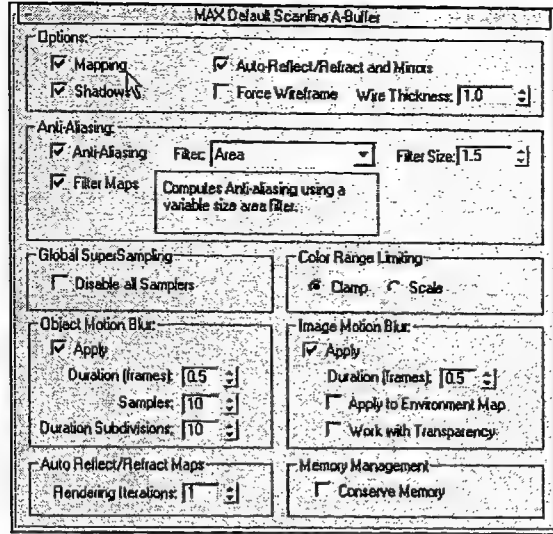 MAX Default Scanline A-Buffer
Options:
Mapping
Auto-Reflect/Refract and Mirrors
Shadows
Force Wireframe Wire Thickness: 1.0
Anti-Aliasing:
Anti-Aliasing Filter: Area Filter Size: 1.5
Filter Maps
Computes Anti-aliasing using a
variable size area filter.
Global SuperSampling
Disable all Samplers
Color Range Limiting
Clamp Scale
Object Motion Blur:
Apply
Duration (frames): 0.5
Samples: 10
Duration Subdivisions: 10
Image Motion Blur:
Apply
Duration (frames): 0.5
Apply to Environment Map
Work with Transparency
Auto Reflect/Refract Maps
Rendering Iterations: 1
Memory Management
Conserve Memory